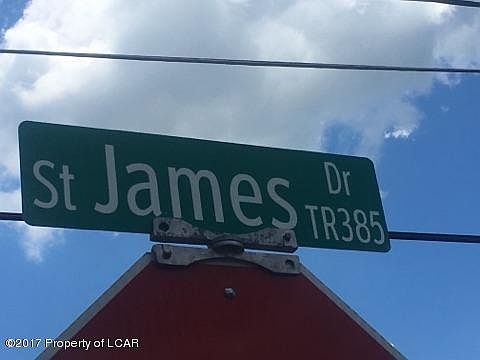 St James Dr
TR385
©2017 Property of LCAR